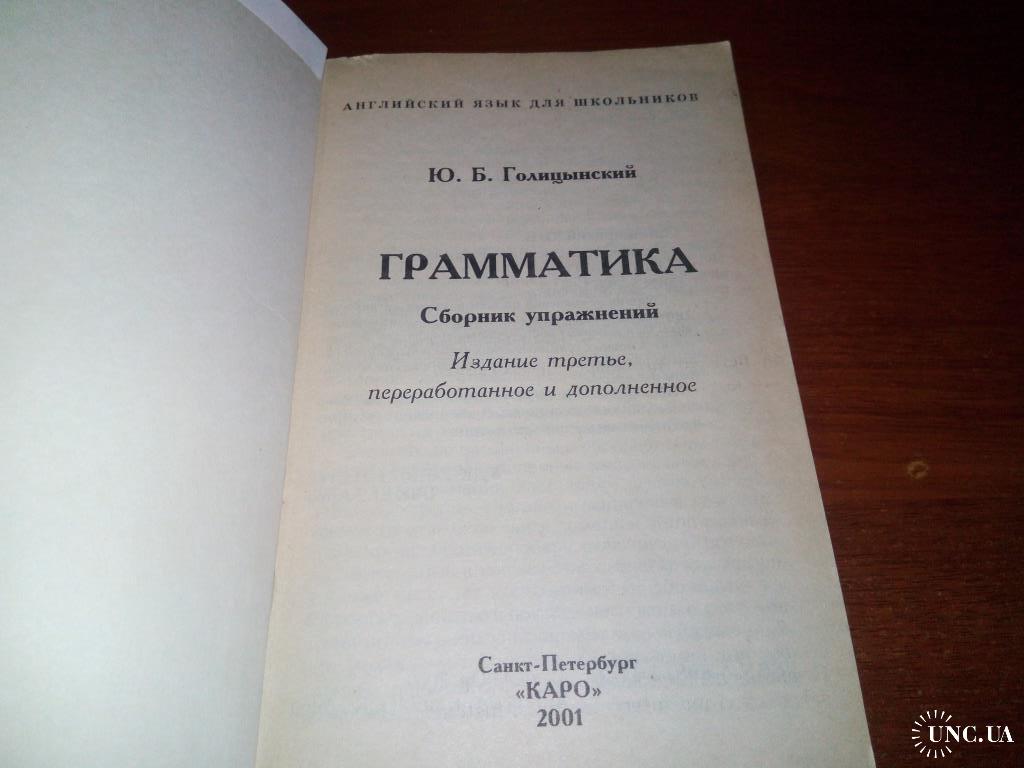 АНГЛИЙСКИЙ ЯЗЫК ДЛЯ ШКОЛЬНИКОВ
Ю. Б. Голицынский
ГРАММАТИКА
Сборник упражнений
Издание третье,
переработанное и дополненное
Санкт-Петербург
«КАРО»
2001
UNC.UA